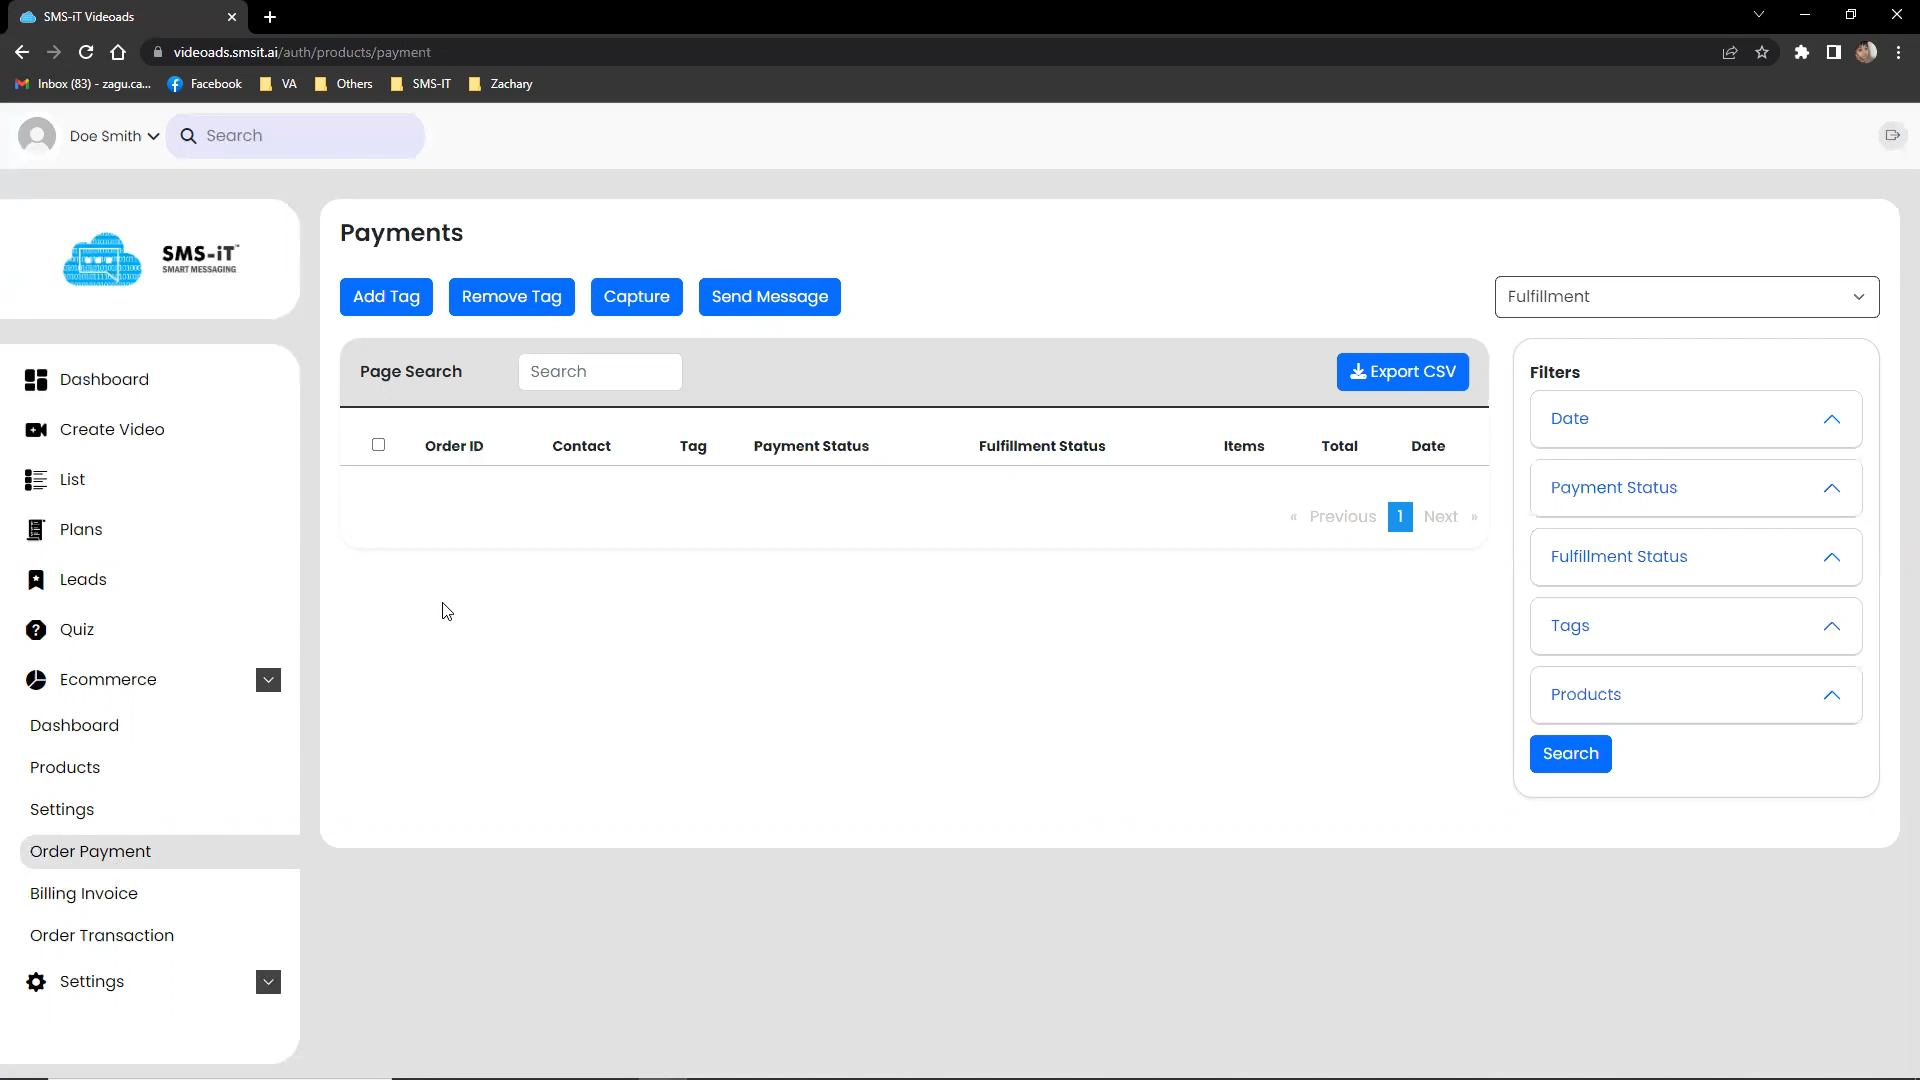 SMS-iT Videoads
videoads.smsit.ai/auth/products/payment
Inbox (83) - zagu.ca... Facebook VA Others SMS-IT Zachary
Doe Smith Search
SMS-iT™
SMART MESSAGING
Dashboard
Create Video
List
Plans
Leads
Quiz
Ecommerce
Dashboard
Products
Settings
Order Payment
Billing Invoice
Order Transaction
Settings
Payments
Add Tag Remove Tag Capture Send Message Fulfillment
Page Search Search Export CSV
Order ID Contact Tag Payment Status Fulfillment Status Items Total Date
« Previous 1 Next »
Filters
Date
Payment Status
Fulfillment Status
Tags
Products
Search